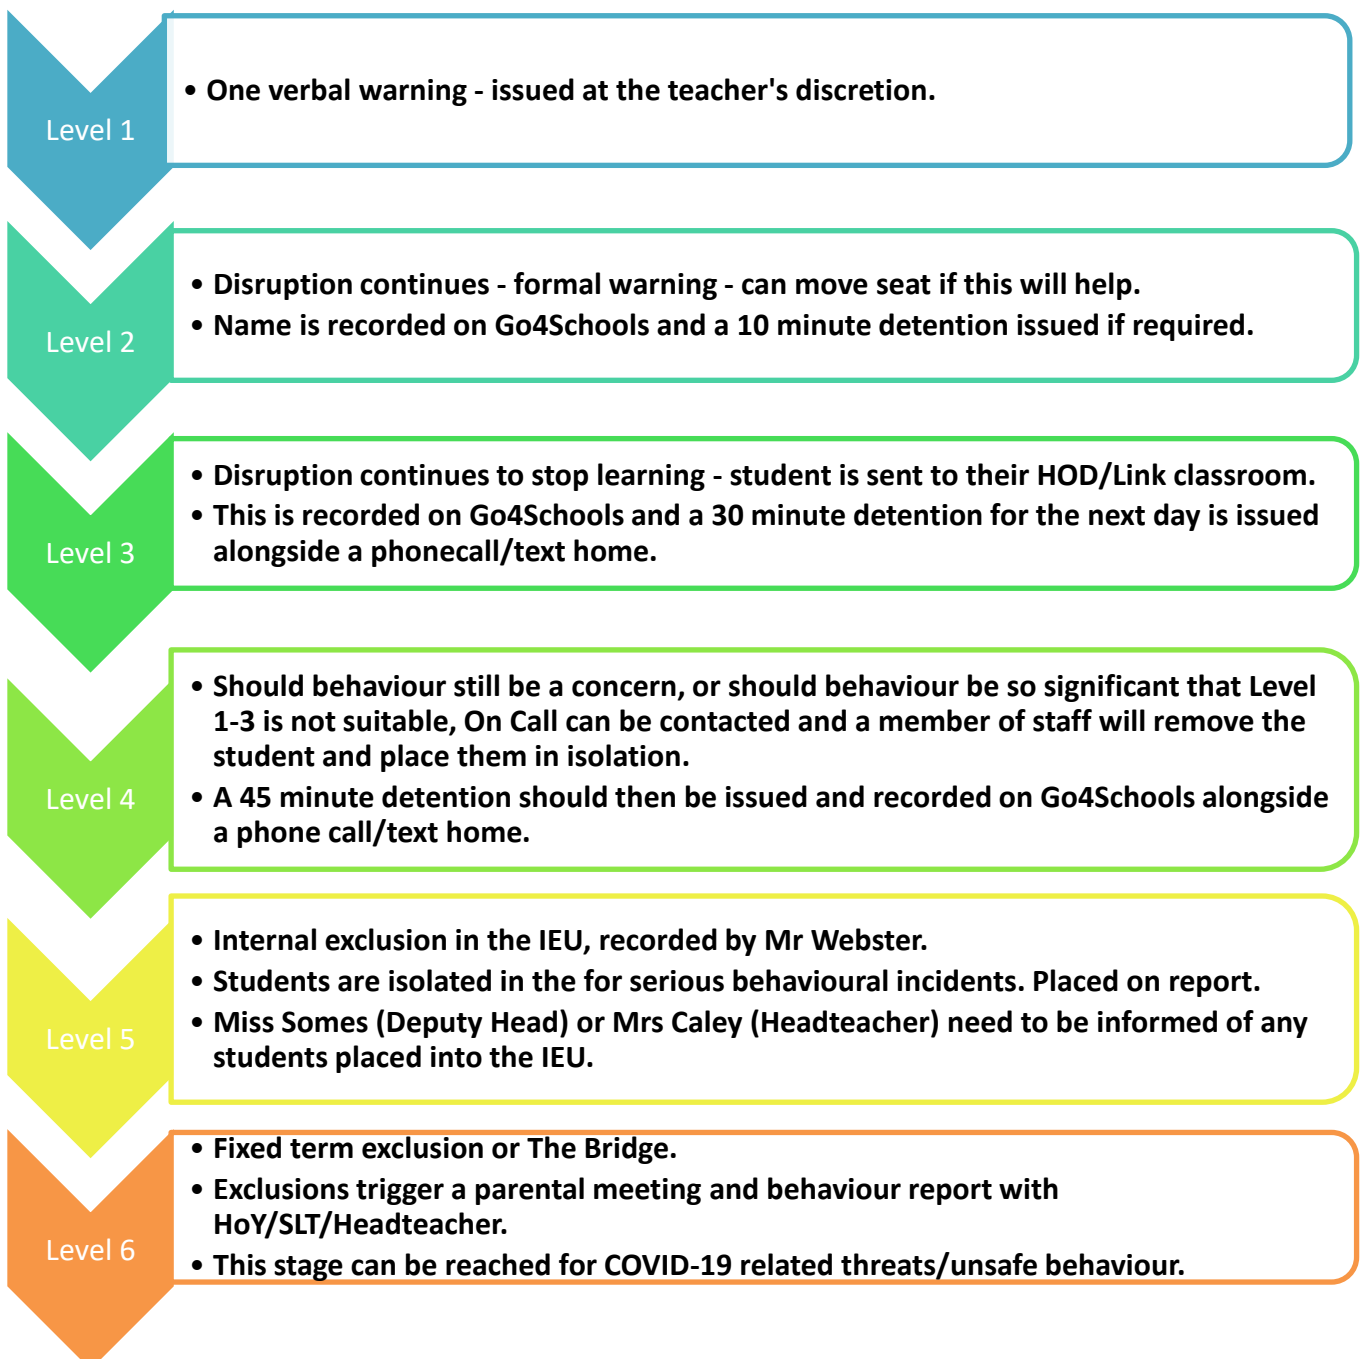 Level 1
• One verbal warning - issued at the teacher's discretion.
Level 2
• Disruption continues - formal warning - can move seat if this will help.
• Name is recorded on Go4Schools and a 10 minute detention issued if required.
Level 3
• Disruption continues to stop learning - student is sent to their HOD/Link classroom.
• This is recorded on Go4Schools and a 30 minute detention for the next day is issued
alongside a phonecall/text home.
Level 4
• Should behaviour still be a concern, or should behaviour be so significant that Level
1-3 is not suitable, On Call can be contacted and a member of staff will remove the
student and place them in isolation.
• A 45 minute detention should then be issued and recorded on Go4Schools alongside
a phone call/text home.
Level 5
• Internal exclusion in the IEU, recorded by Mr Webster.
• Students are isolated in the for serious behavioural incidents. Placed on report.
• Miss Somes (Deputy Head) or Mrs Caley (Headteacher) need to be informed of any
students placed into the IEU.
Level 6
• Fixed term exclusion or The Bridge.
• Exclusions trigger a parental meeting and behaviour report with
HoY/SLT/Headteacher.
• This stage can be reached for COVID-19 related threats/unsafe behaviour.